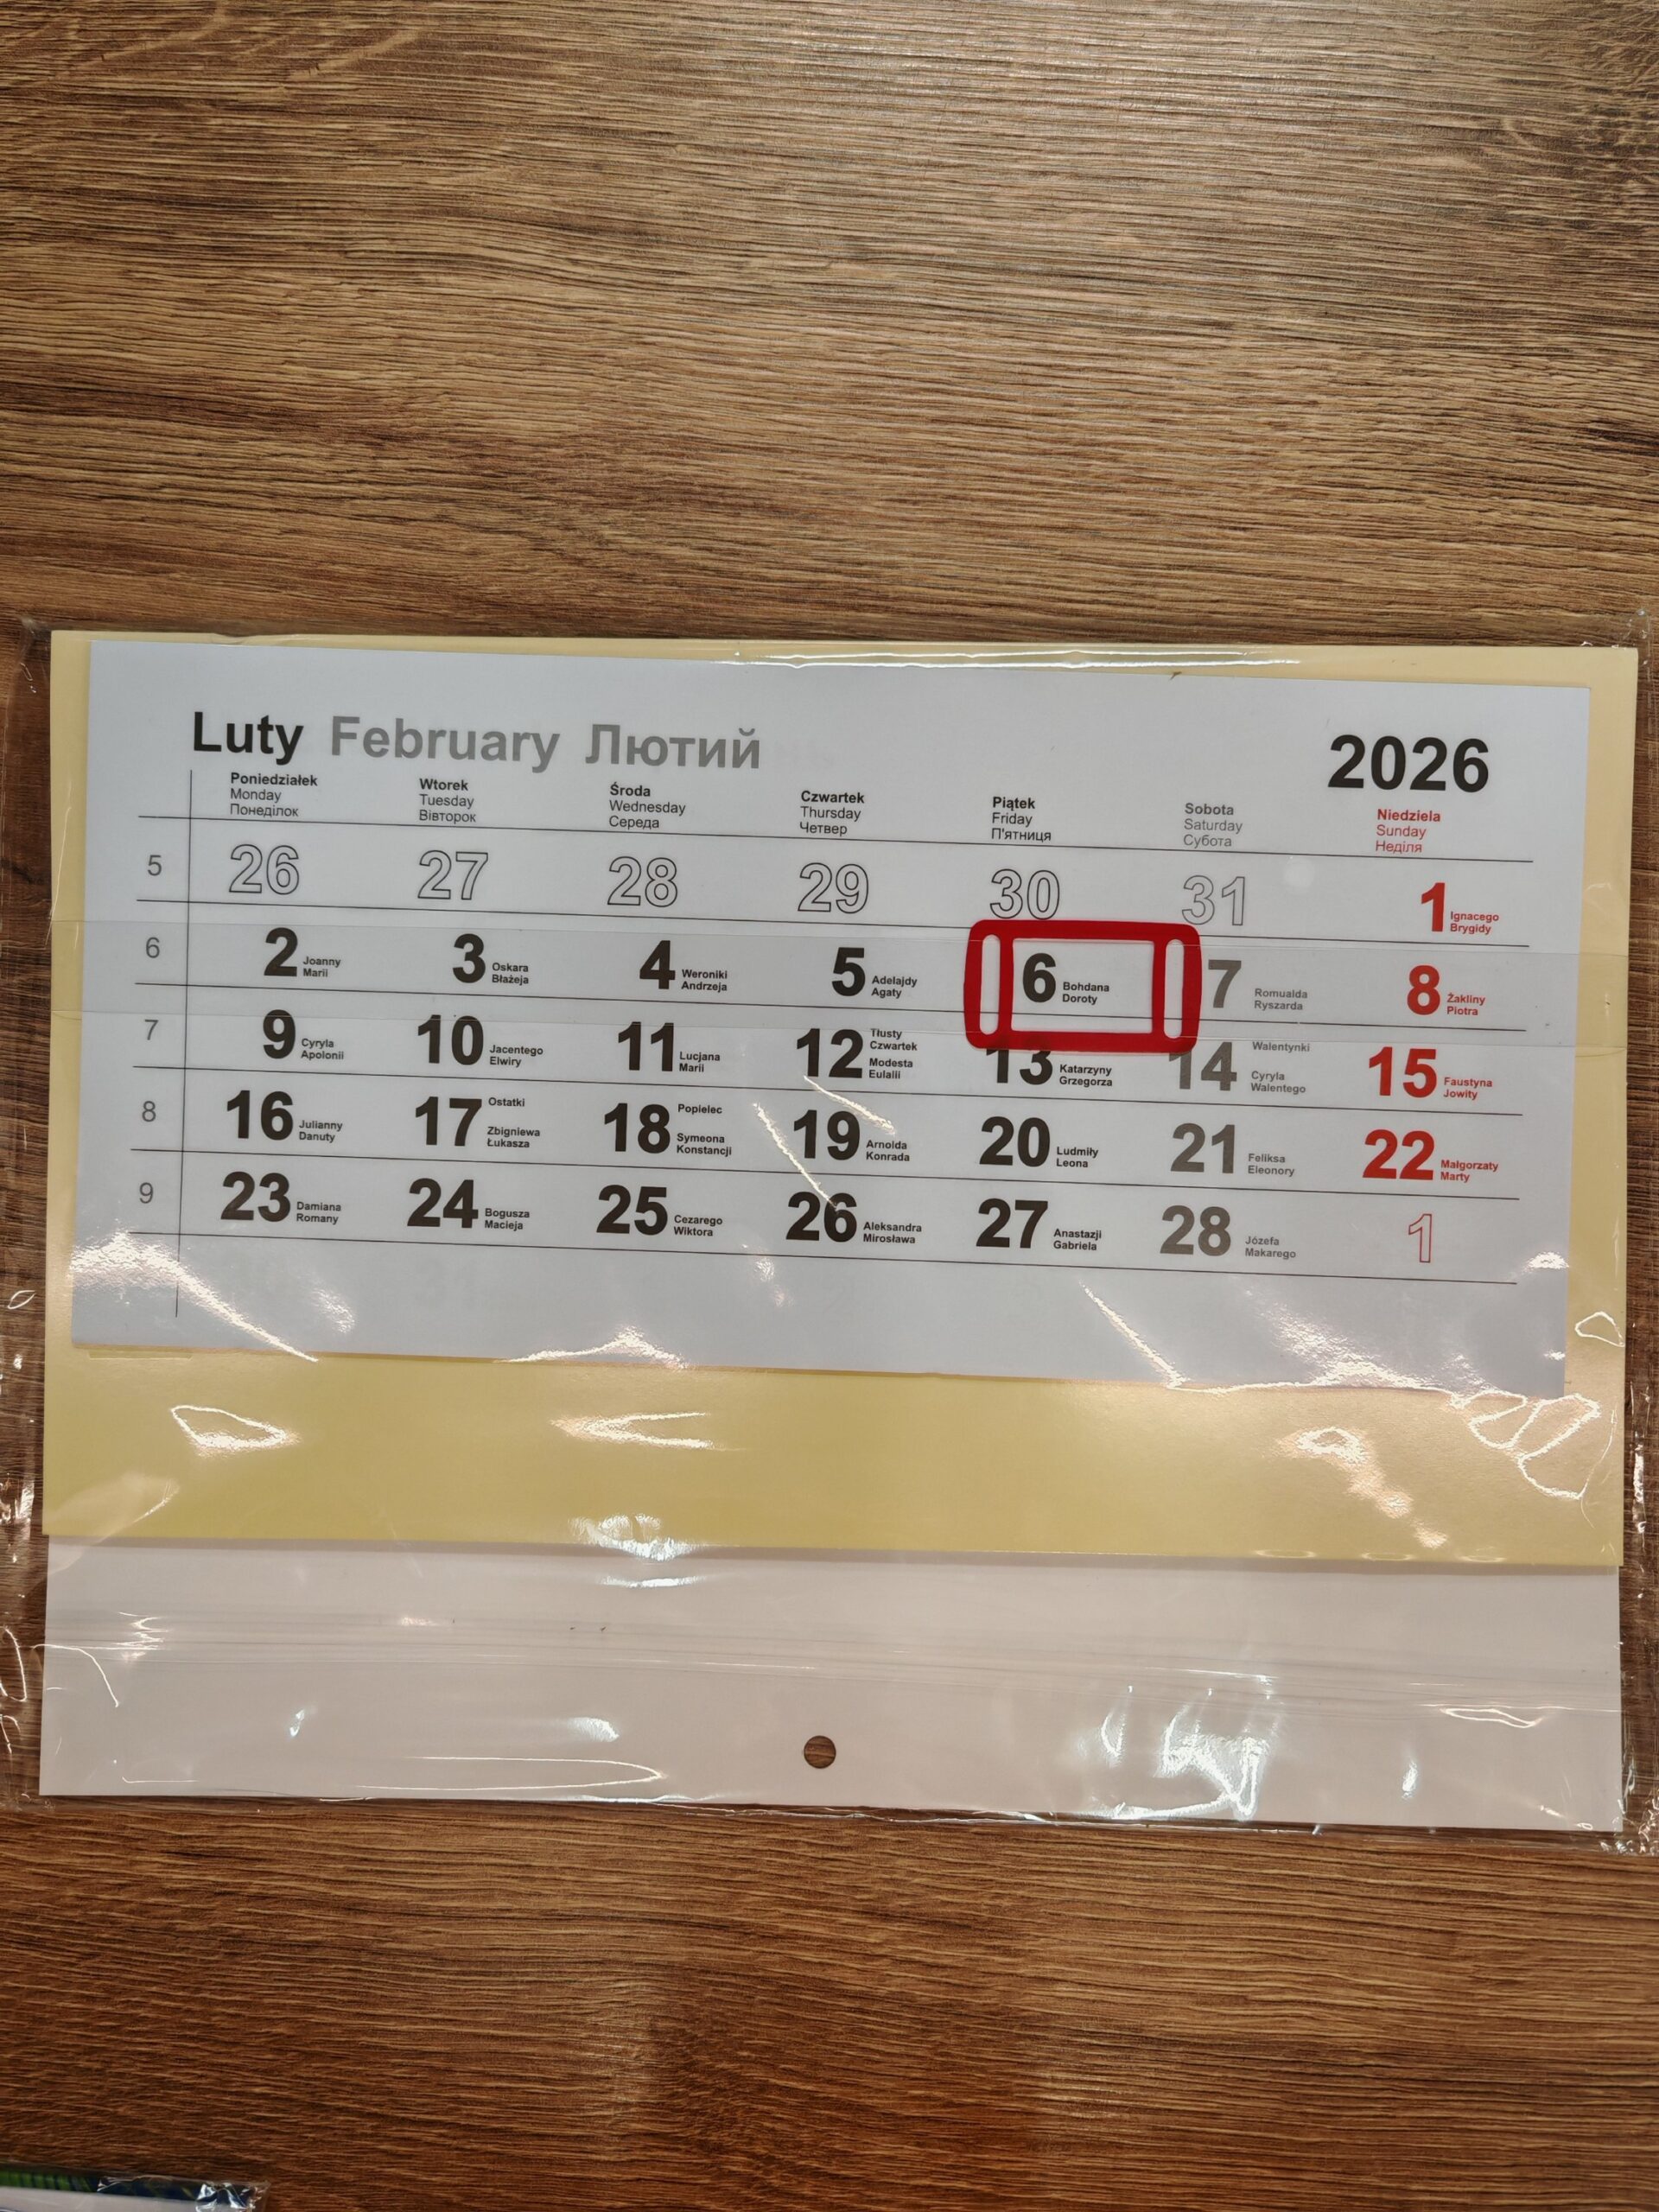 Luty February Лютий 2026
Poniedziałek Wtorek Środa Czwartek Piątek Sobota Niedziela
Monday Tuesday Wednesday Thursday Friday Saturday Sunday
Понеділок Вівторок Середа Четвер П'ятниця Субота Неділя
5 26 27 28 29 30 31 1 Ignacego Brygidy
6 2 Joanny Marii 3 Oskara Błażeja 4 Weroniki Andrzeja 5 Adelajdy Agaty 6 Bohdana Doroty 7 Romualda Ryszarda 8 Żakliny Piotra
7 9 Cyryla Apolonii 10 Jacentego Elwiry 11 Lucjana Marii 12 Tłusty Czwartek Modesta Eulalii 13 Katarzyny Grzegorza 14 Walentynki Cyryla Walentego 15 Faustyna Jowity
8 16 Julianny Danuty 17 Ostatki Zbigniewa Łukasza 18 Popielec Symeona Konstancji 19 Arnolda Konrada 20 Ludmiły Leona 21 Feliksa Eleonory 22 Małgorzaty Marty
9 23 Damiana Romany 24 Bogusza Macieja 25 Cezarego Wiktora 26 Aleksandra Mirosława 27 Anastazji Gabriela 28 Józefa Makarego 1